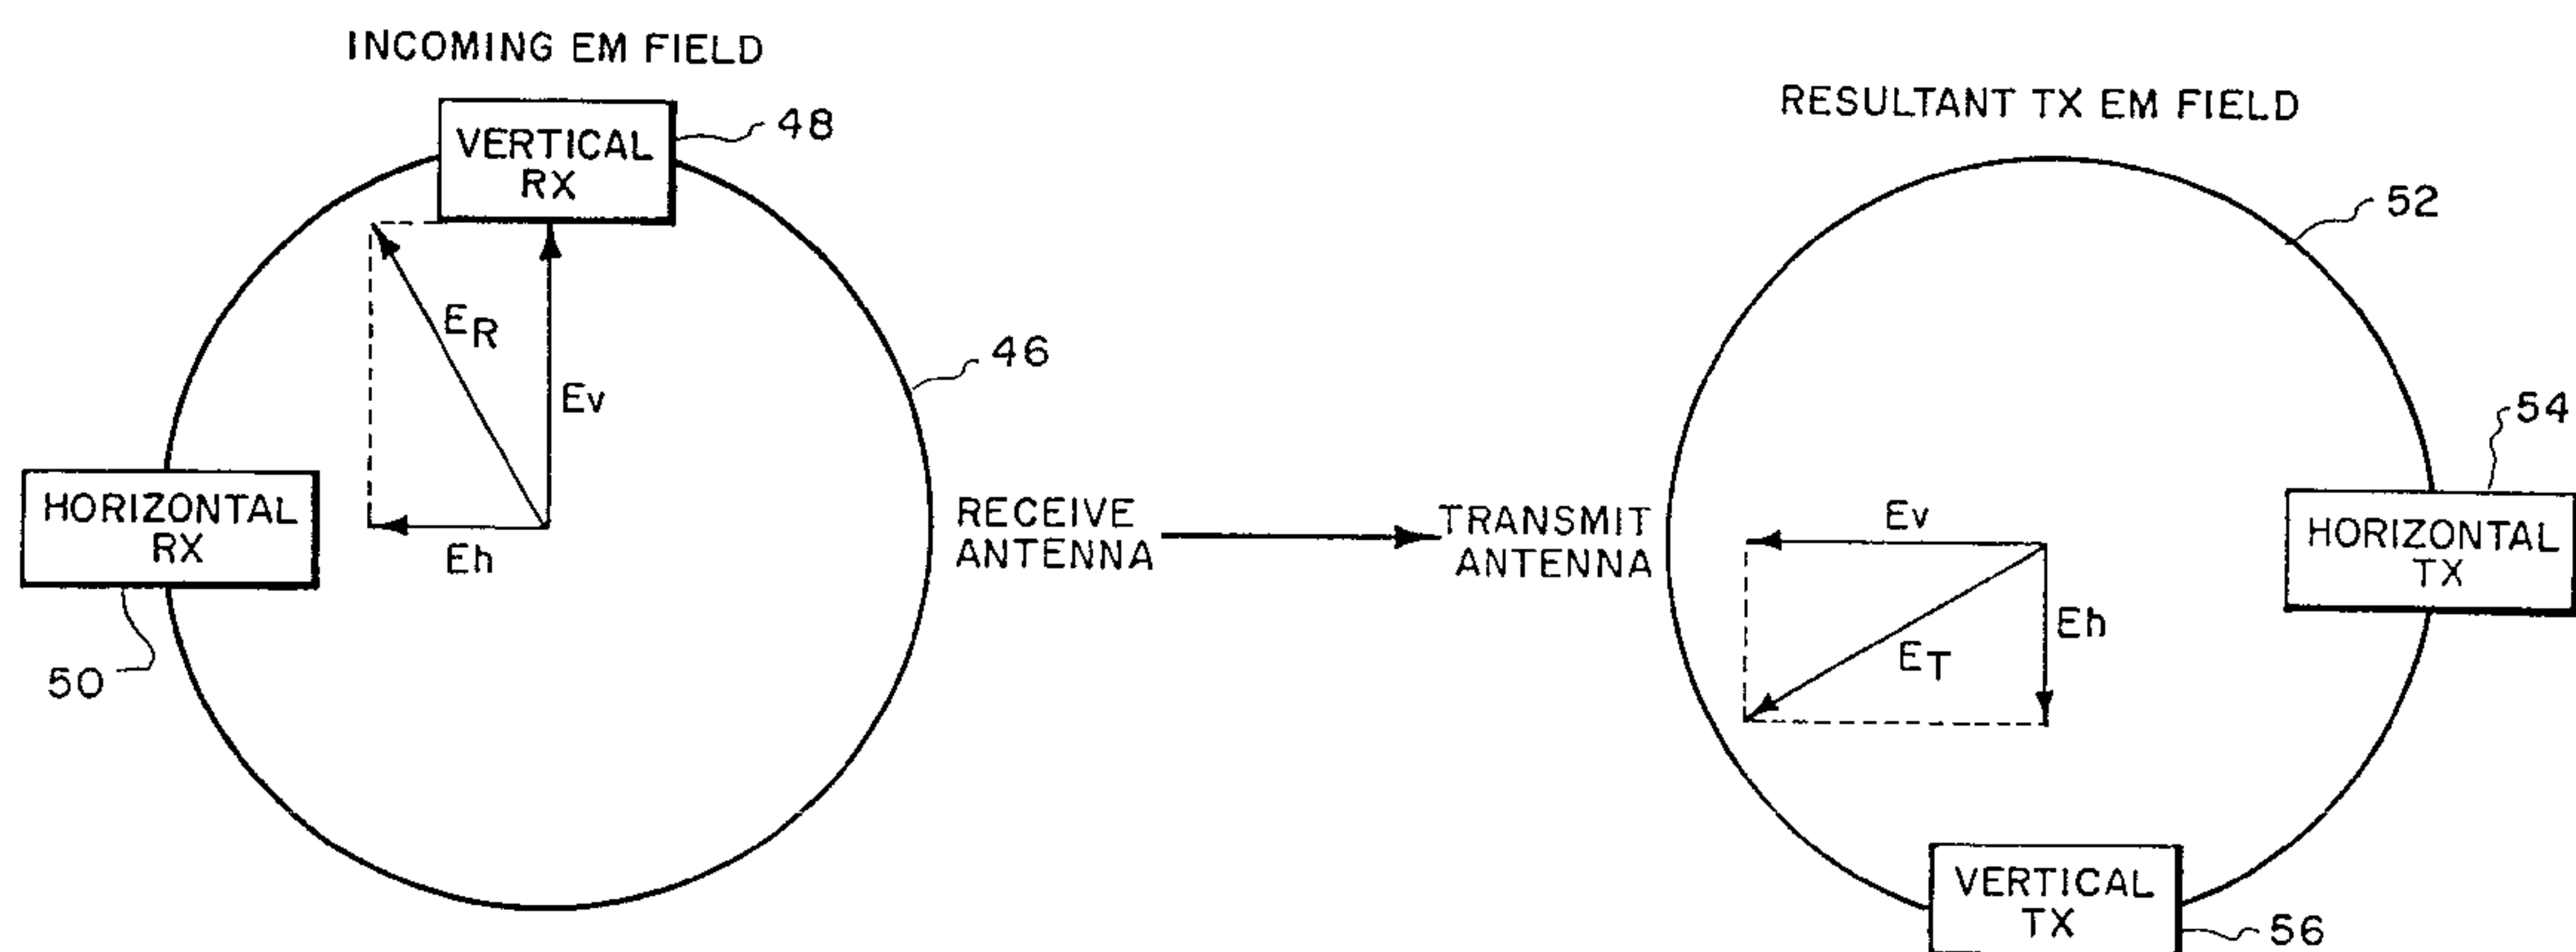 INCOMING EM FIELD
VERTICAL
RX
48
ER
Ev
Eh
46
HORIZONTAL
RX
50
RECEIVE
ANTENNA
TRANSMIT
ANTENNA
RESULTANT TX EM FIELD
52
54
HORIZONTAL
TX
Ev
Eh
ET
VERTICAL
TX
56